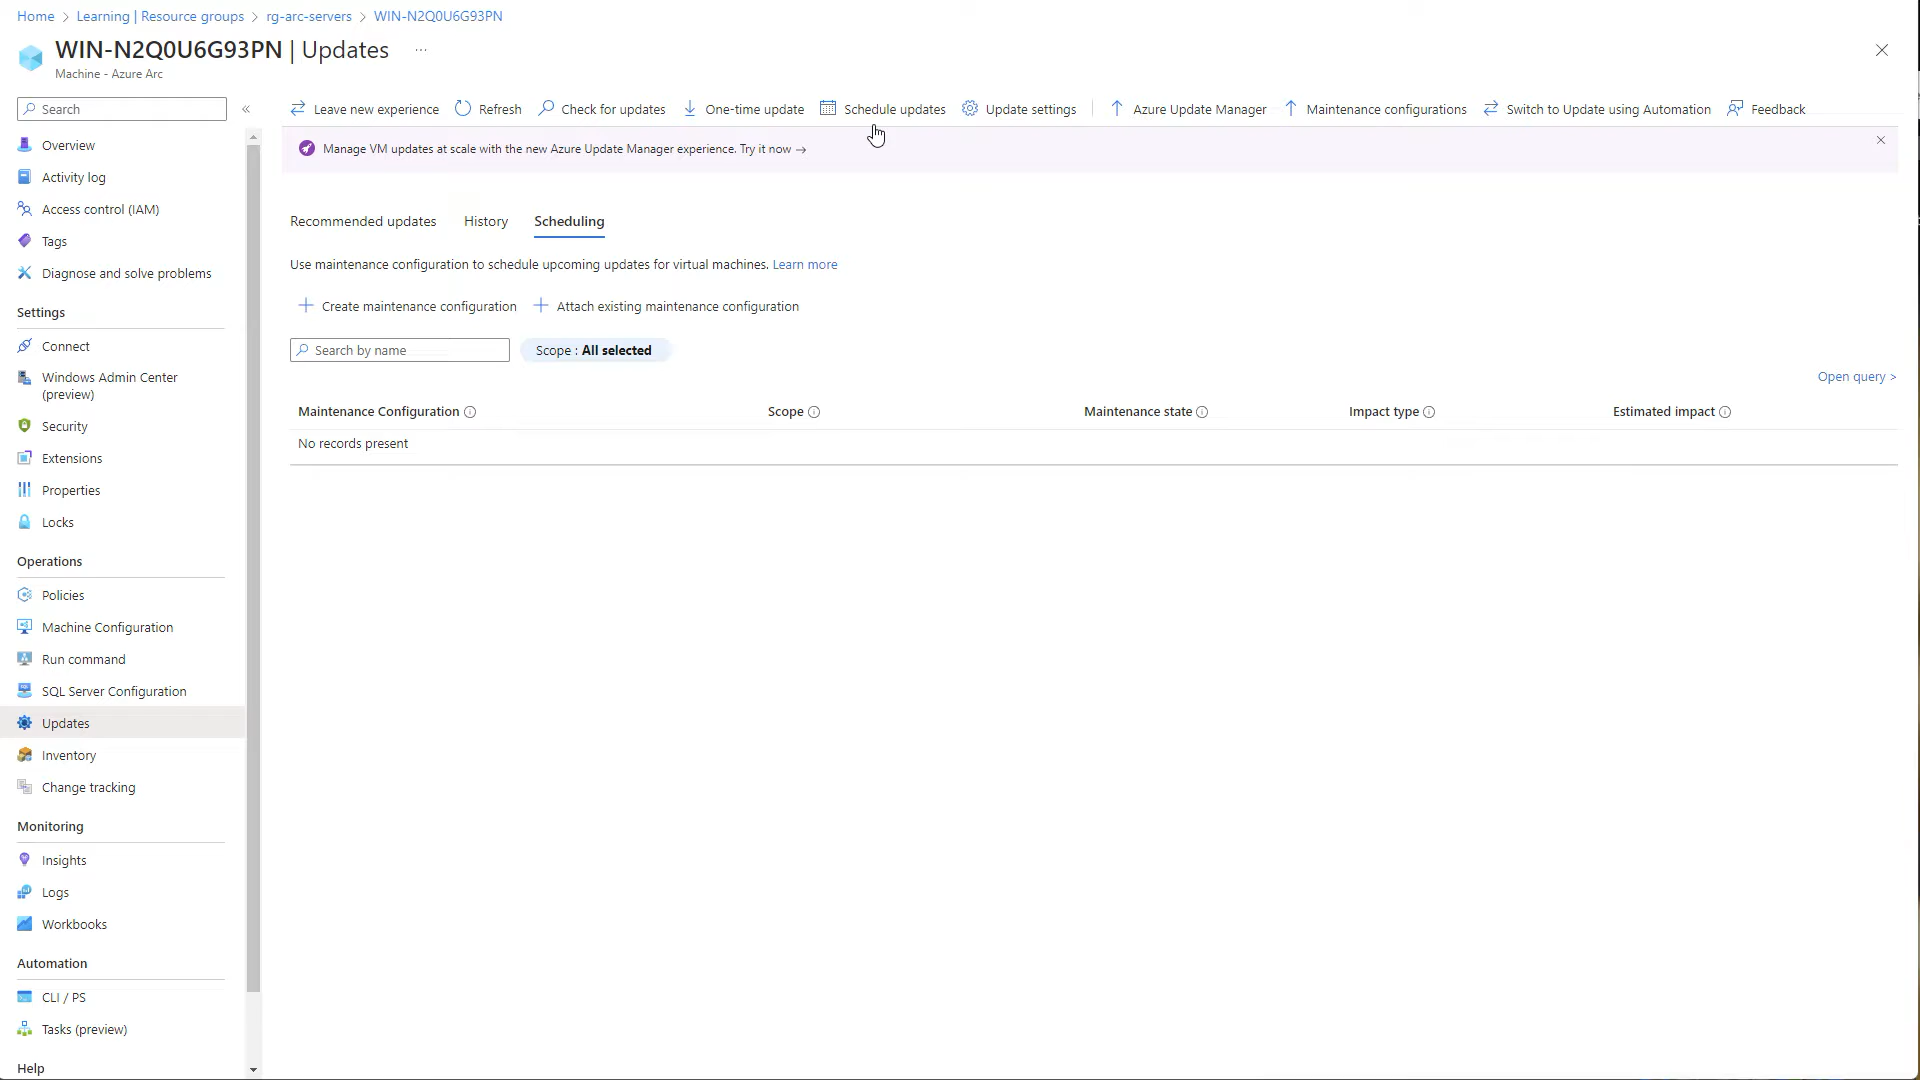 Home > Learning | Resource groups > rg-arc-servers > WIN-N2Q0U6G93PN
WIN-N2Q0U6G93PN | Updates ...
Machine - Azure Arc
Search
«
Leave new experience
Refresh
Check for updates
One-time update
Schedule updates
Update settings
Azure Update Manager
Maintenance configurations
Switch to Update using Automation
Feedback
Manage VM updates at scale with the new Azure Update Manager experience. Try it now →
Overview
Activity log
Access control (IAM)
Tags
Diagnose and solve problems
Settings
Connect
Windows Admin Center
(preview)
Security
Extensions
Properties
Locks
Operations
Policies
Machine Configuration
Run command
SQL Server Configuration
Updates
Inventory
Change tracking
Monitoring
Insights
Logs
Workbooks
Automation
CLI / PS
Tasks (preview)
Help
Recommended updates
History
Scheduling
Use maintenance configuration to schedule upcoming updates for virtual machines. Learn more
Create maintenance configuration
Attach existing maintenance configuration
Search by name
Scope : All selected
Open query >
Maintenance Configuration
Scope
Maintenance state
Impact type
Estimated impact
No records present